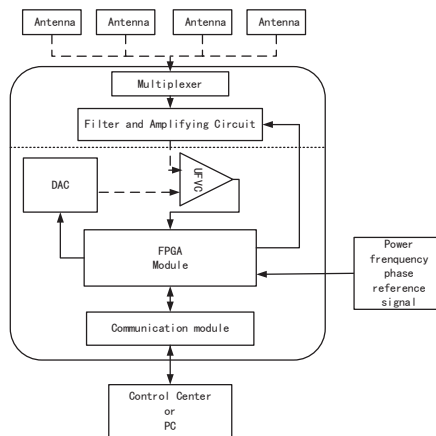 Antenna
Antenna
Antenna
Antenna
Multiplexer
Filter and Amplifying Circuit
DAC
UFVC
FPGA
Module
Power
frenquency
phase
reference
signal
Communication module
Control Center
or
PC